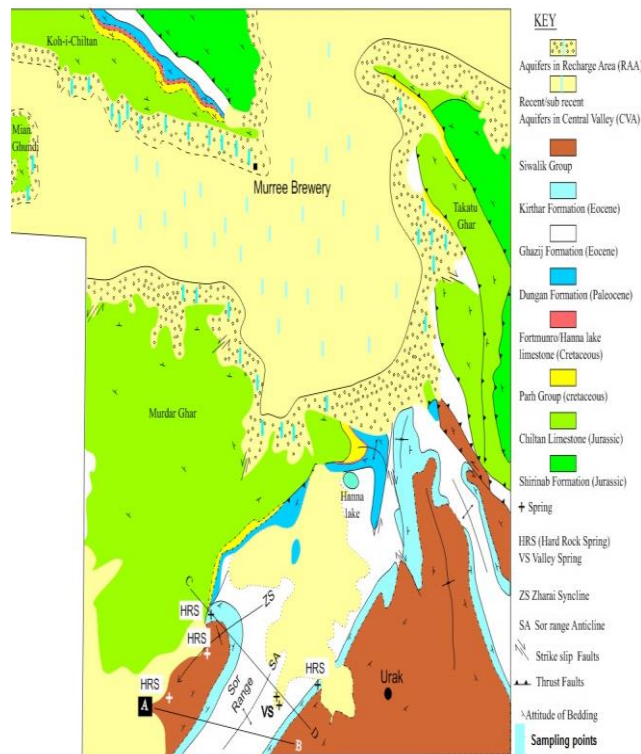 Koh-i-Chiltan
Mian
Ghundi
Murree Brewery
Takatu
Ghar
Murdar Ghar
Hanna
lake
C
HRS
ZS
HRS
HRS
SA
HRS
Sor
Range
VS
Urak
A
D
B
KEY
Aquifers in Recharge Area (RAA)
Recent/sub recent
Aquifers in Central Valley (CVA)
Siwalik Group
Kirthar Formation (Eocene)
Ghazij Formation (Eocene)
Dungan Formation (Paleocene)
Fortmunro/Hanna lake
limestone (Cretaceous)
Parh Group (cretaceous)
Chiltan Limestone (Jurassic)
Shirinab Formation (Jurassic)
Spring
HRS (Hard Rock Spring)
VS Valley Spring
ZS Zharai Syncline
SA Sor range Anticline
Strike slip Faults
Thrust Faults
Attitude of Bedding
Sampling points